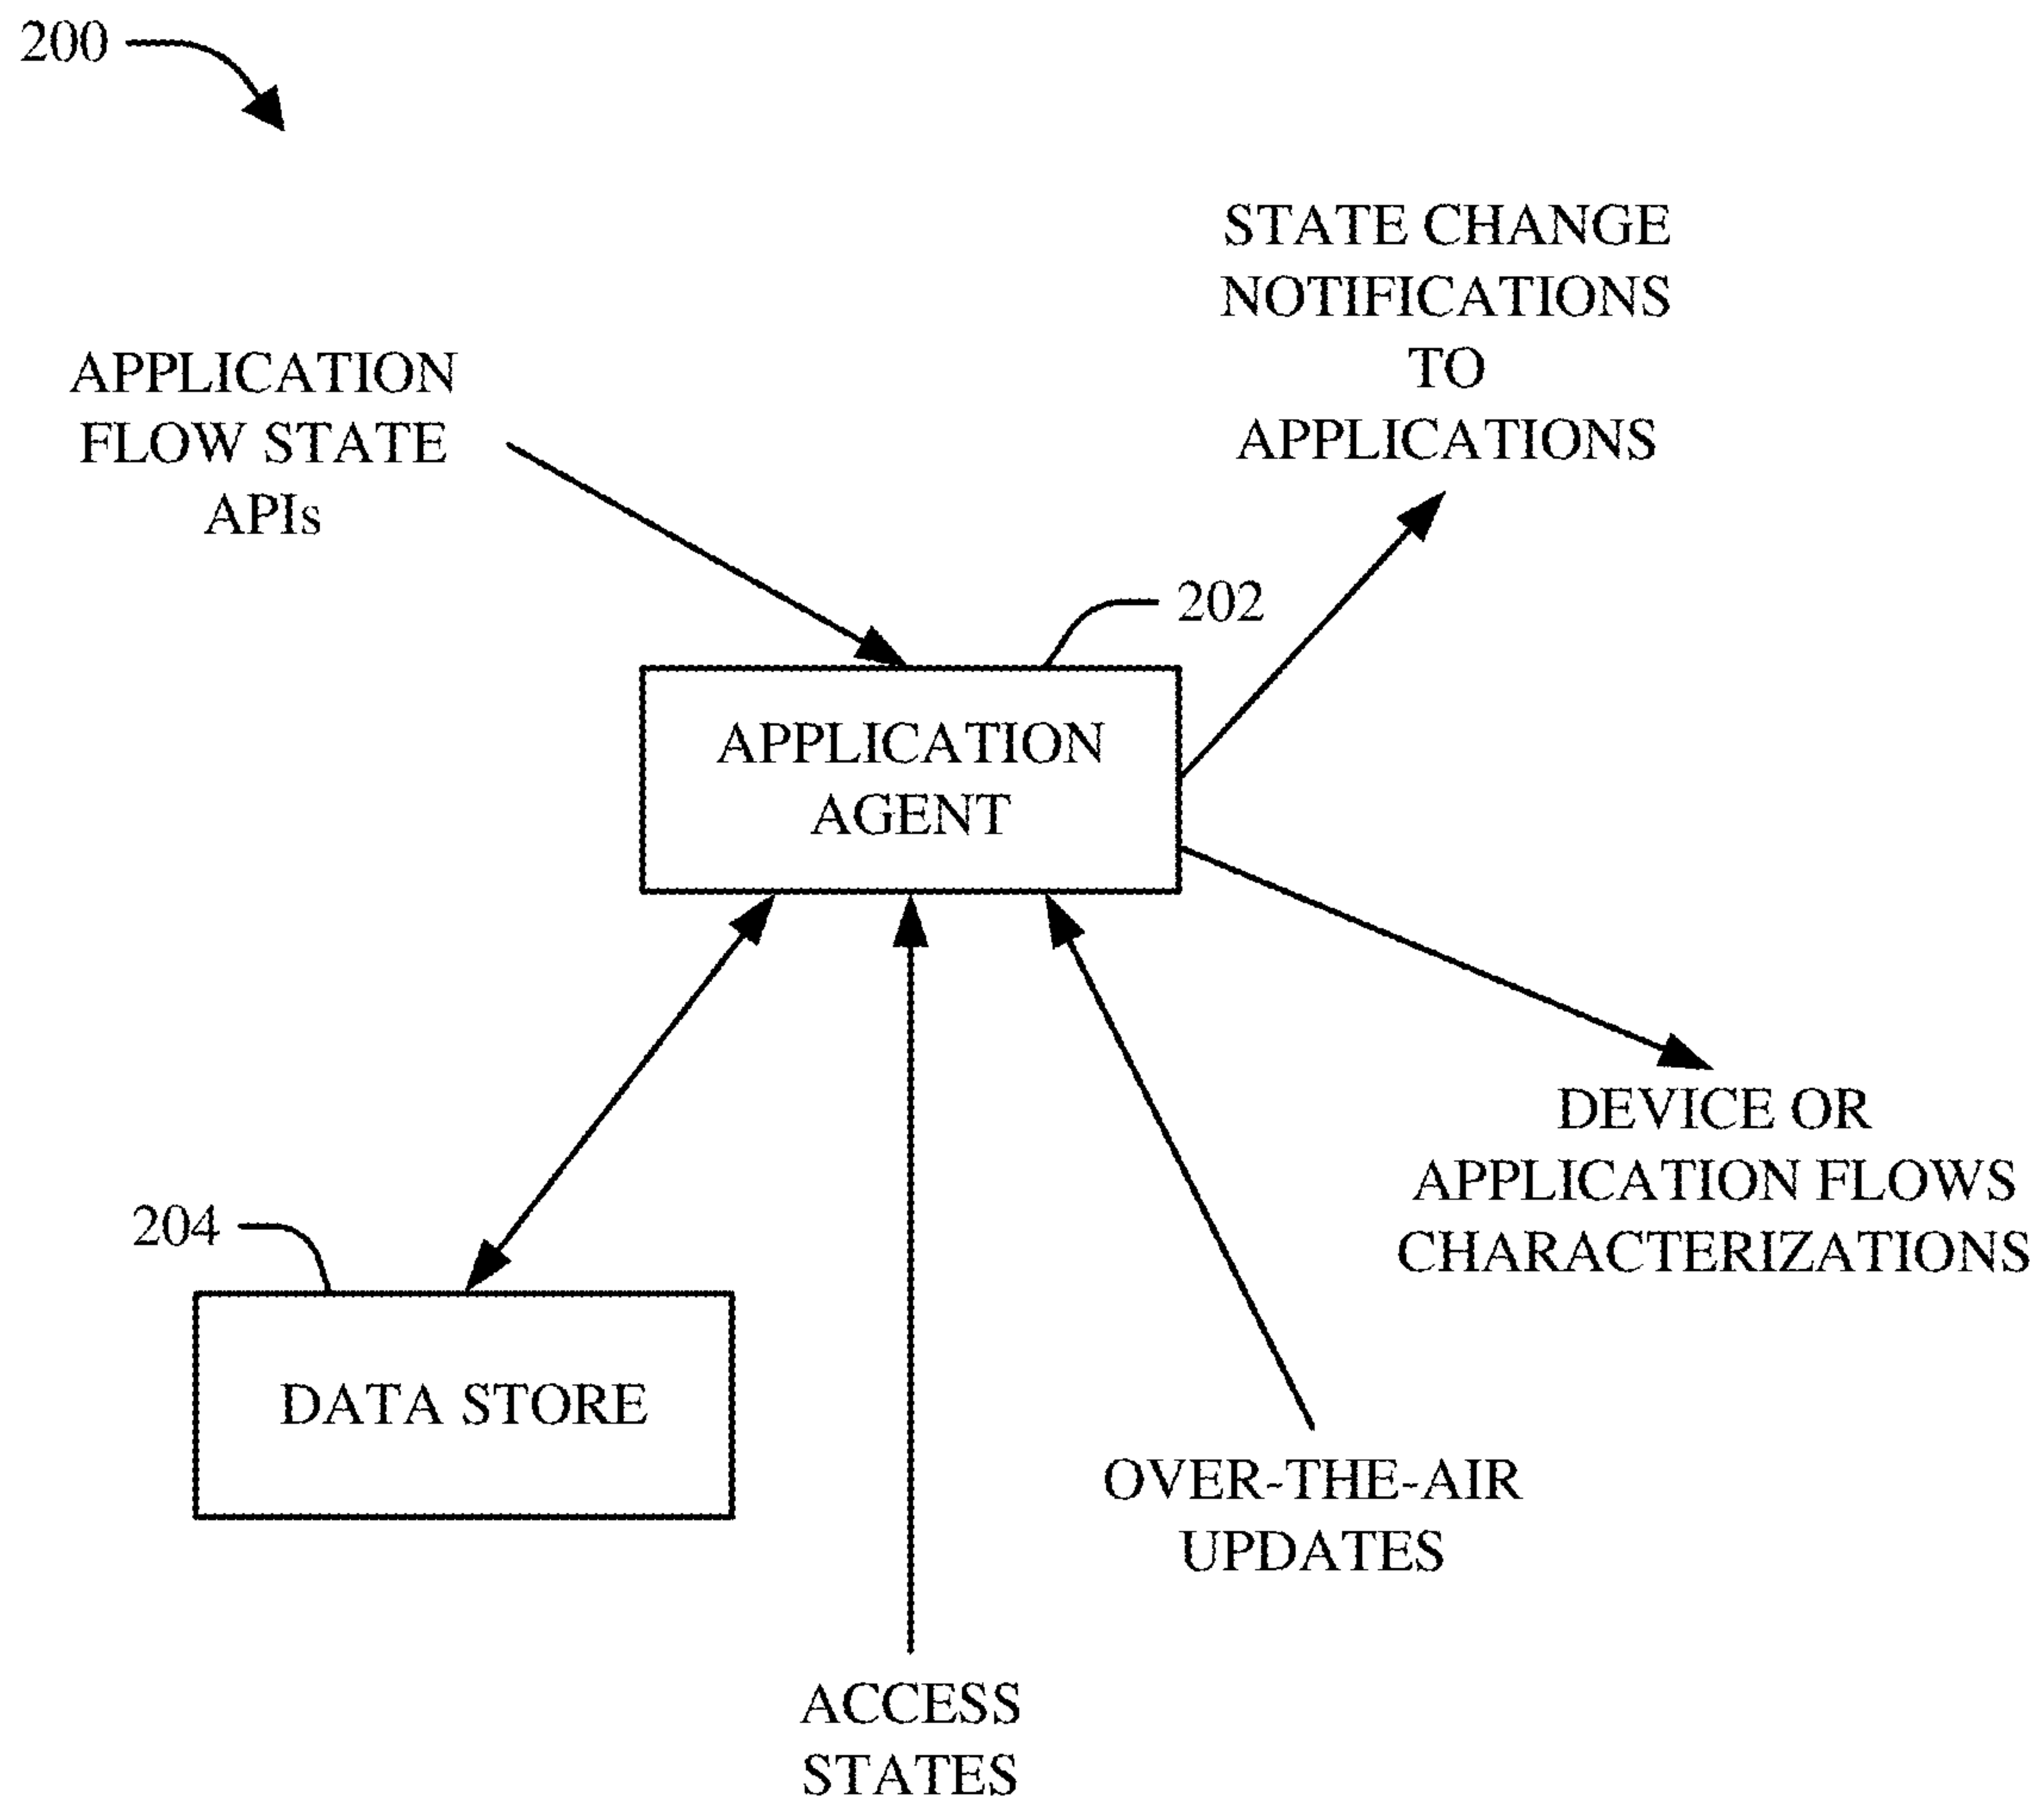 200
STATE CHANGE
NOTIFICATIONS
TO
APPLICATIONS
APPLICATION
FLOW STATE
APIs
202
APPLICATION
AGENT
DEVICE OR
APPLICATION FLOWS
CHARACTERIZATIONS
204
DATA STORE
OVER-THE-AIR
UPDATES
ACCESS
STATES